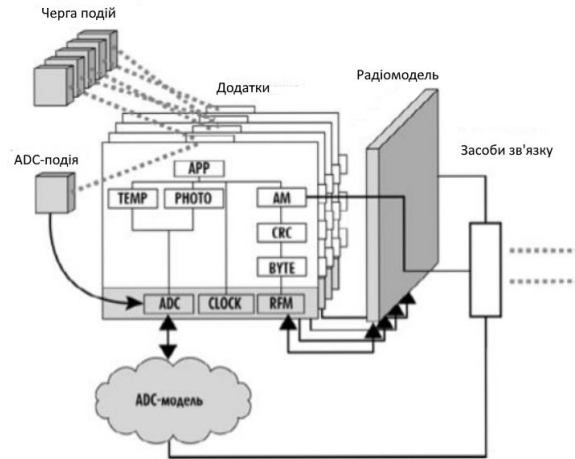 Черга подій
Додатки
Радіомодель
Засоби зв'язку
ADC-подія
APP
TEMP PHOTO AM
CRC
BYTE
ADC CLOCK RFM
ADC-модель